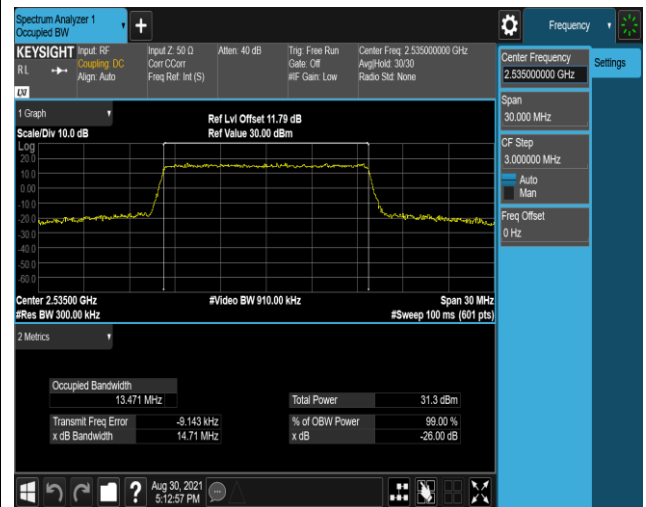 Spectrum Analyzer 1
Occupied BW
Frequency
KEYSIGHT
RL
LXI
Input: RF
Coupling: DC
Align: Auto
Input Z: 50 Ω
Corr CCorr
Freq Ref: Int (S)
Atten: 40 dB
Trig: Free Run
Gate: Off
#IF Gain: Low
Center Freq: 2.535000000 GHz
Avg|Hold: 30/30
Radio Std: None
1 Graph
Scale/Div 10.0 dB
Ref Lvl Offset 11.79 dB
Ref Value 30.00 dBm
Log
20.0
10.0
0.00
-10.0
-20.0
-30.0
-40.0
-50.0
-60.0
Center 2.53500 GHz
#Res BW 300.00 kHz
#Video BW 910.00 kHz
Span 30 MHz
#Sweep 100 ms (601 pts)
2 Metrics
Occupied Bandwidth
13.471 MHz
Total Power 31.3 dBm
Transmit Freq Error -9.143 kHz
% of OBW Power 99.00 %
x dB Bandwidth 14.71 MHz
x dB -26.00 dB
?
Aug 30, 2021
5:12:57 PM
Center Frequency
2.535000000 GHz
Settings
Span
30.000 MHz
CF Step
3.000000 MHz
Auto
Man
Freq Offset
0 Hz